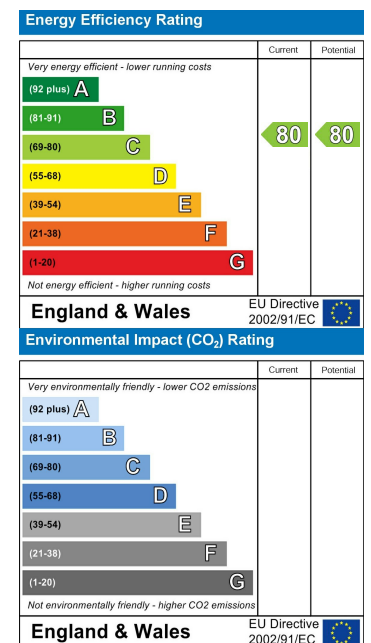 Energy Efficiency Rating
Current Potential
Very energy efficient - lower running costs
(92 plus) A
(81-91) B
(69-80) C
80 80
(55-68) D
(39-54) E
(21-38) F
(1-20) G
Not energy efficient - higher running costs
England & Wales
EU Directive
2002/91/EC
Environmental Impact (CO₂) Rating
Current Potential
Very environmentally friendly - lower CO2 emissions
(92 plus) A
(81-91) B
(69-80) C
(55-68) D
(39-54) E
(21-38) F
(1-20) G
Not environmentally friendly - higher CO2 emissions
England & Wales
EU Directive
2002/91/EC